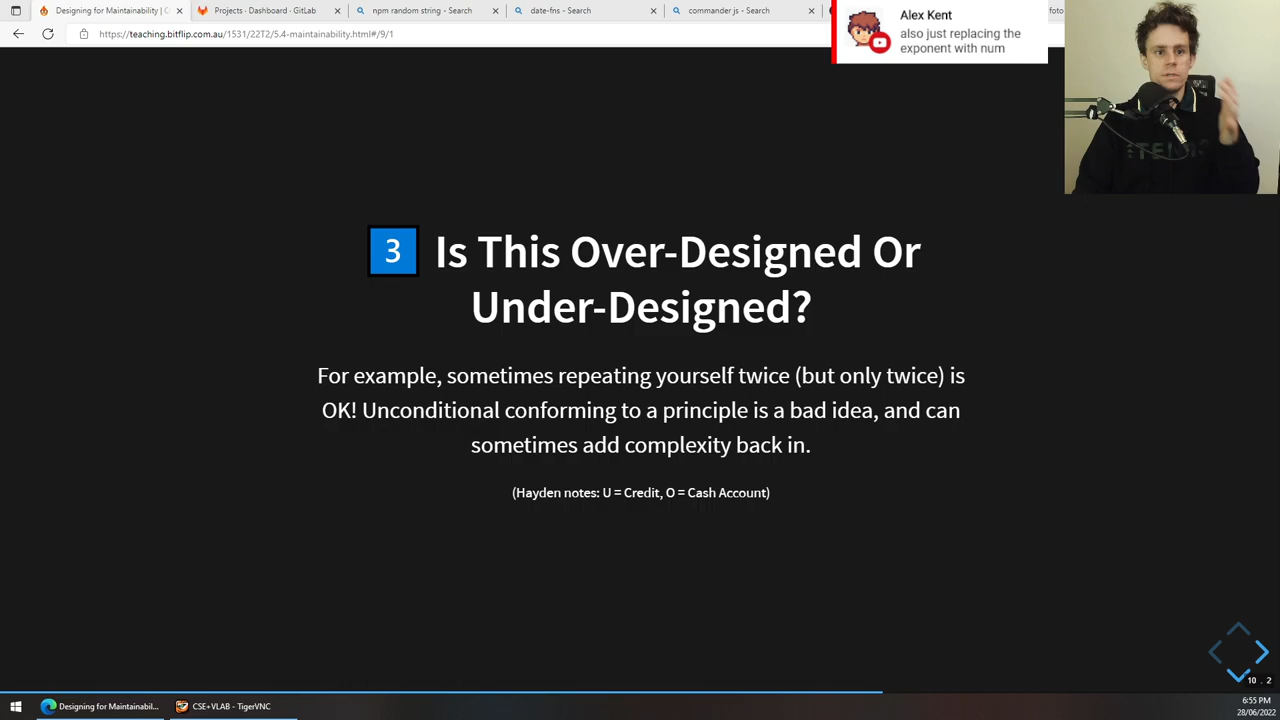 Designing for Maintainability | C
Projects · Dashboard · GitLab
npm random string - Search
date-fns - Search
commander js - Search
https://teaching.bitflip.com.au/1531/22T2/5.4-maintainability.html#/9/1
Alex Kent
also just replacing the
exponent with num
3 Is This Over-Designed Or
Under-Designed?
For example, sometimes repeating yourself twice (but only twice) is
OK! Unconditional conforming to a principle is a bad idea, and can
sometimes add complexity back in.
(Hayden notes: U = Credit, O = Cash Account)
10 . 2
Designing for Maintainabil...
CSE+VLAB - TigerVNC
6:55 PM
28/06/2022